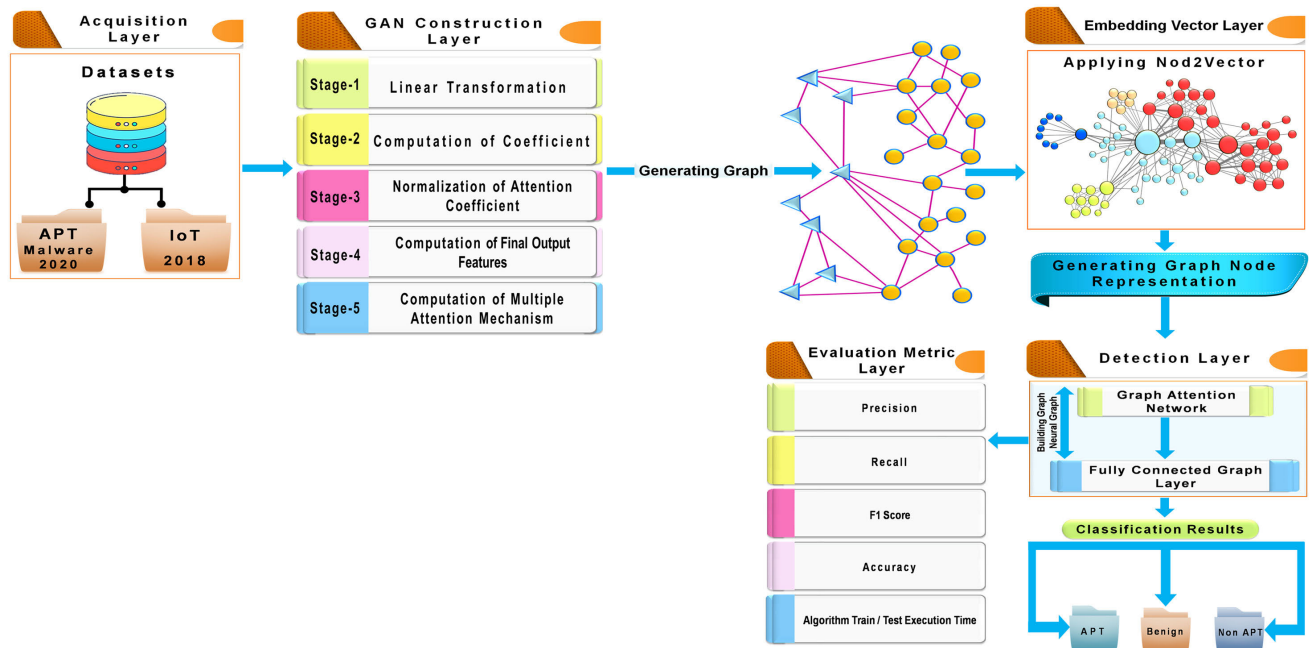 Acquisition
Layer
Datasets
APT
Malware
2020
IoT
2018
GAN Construction
Layer
Stage-1
Linear Transformation
Stage-2
Computation of Coefficient
Stage-3
Normalization of Attention
Coefficient
Stage-4
Computation of Final Output
Features
Stage-5
Computation of Multiple
Attention Mechanism
Generating Graph
Embedding Vector Layer
Applying Nod2Vector
Generating Graph Node
Representation
Detection Layer
Building Graph
Neural Graph
Graph Attention
Network
Fully Connected Graph
Layer
Classification Results
APT
Benign
Non APT
Evaluation Metric
Layer
Precision
Recall
F1 Score
Accuracy
Algorithm Train / Test Execution Time